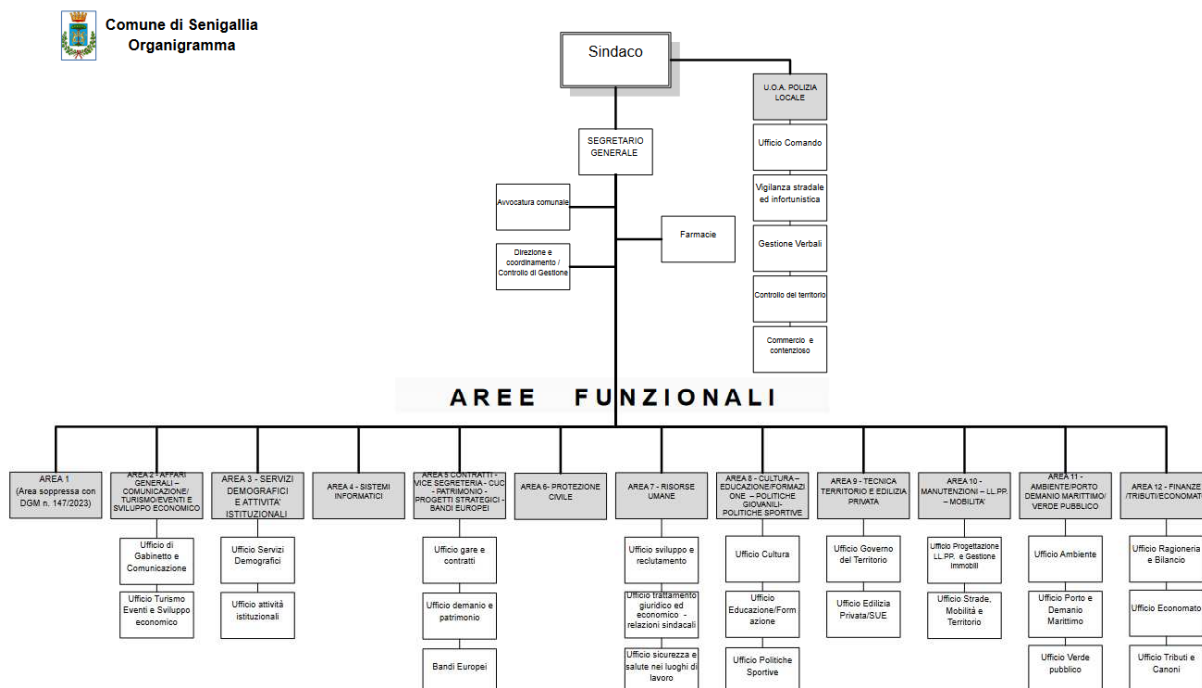 Comune di Senigallia
Organigramma
Sindaco
U.O.A. POLIZIA
LOCALE
SEGRETARIO
GENERALE
Ufficio Comando
Vigilanza stradale
ed infortunistica
Avvocatura comunale
Farmacie
Gestione Verbali
Direzione e
coordinamento /
Controllo di Gestione
Controllo del territorio
Commercio e
contenzioso
AREE FUNZIONALI
AREA 1
(Area soppressa con
DGM n. 147/2023)
AREA 2 - AFFARI
GENERALI –
COMUNICAZIONE/
TURISMO/EVENTI E
SVILUPPO ECONOMICO
AREA 3 - SERVIZI
DEMOGRAFICI
E ATTIVITA'
ISTITUZIONALI
AREA 4 - SISTEMI
INFORMATICI
AREA 5 CONTRATTI -
VICE SEGRETERIA - CUC
- PATRIMONIO -
PROGETTI STRATEGICI -
BANDI EUROPEI
AREA 6- PROTEZIONE
CIVILE
AREA 7 - RISORSE
UMANE
AREA 8 - CULTURA –
EDUCAZIONE/FORMAZI
ONE – POLITICHE
GIOVANILI-
POLITICHE SPORTIVE
AREA 9 - TECNICA
TERRITORIO E EDILIZIA
PRIVATA
AREA 10 -
MANUTENZIONI – LL.PP.
– MOBILITA'
AREA 11 -
AMBIENTE/PORTO
DEMANIO MARITTIMO/
VERDE PUBBLICO
AREA 12 - FINANZE
/TRIBUTI/ECONOMATO
Ufficio di
Gabinetto e
Comunicazione
Ufficio Turismo
Eventi e Sviluppo
economico
Ufficio Servizi
Demografici
Ufficio attività
istituzionali
Ufficio gare e
contratti
Ufficio demanio e
patrimonio
Bandi Europei
Ufficio sviluppo e
reclutamento
Ufficio trattamento
giuridico ed
economico -
relazioni sindacali
Ufficio sicurezza e
salute nei luoghi di
lavoro
Ufficio Cultura
Ufficio
Educazione/Form
azione
Ufficio Politiche
Sportive
Ufficio Governo
del Territorio
Ufficio Edilizia
Privata/SUE
Ufficio Progettazione
LL.PP. e Gestione
Immobili
Ufficio Strade,
Mobilità e
Territorio
Ufficio Ambiente
Ufficio Porto e
Demanio
Marittimo
Ufficio Verde
pubblico
Ufficio Ragioneria
e Bilancio
Ufficio Economato
Ufficio Tributi e
Canoni